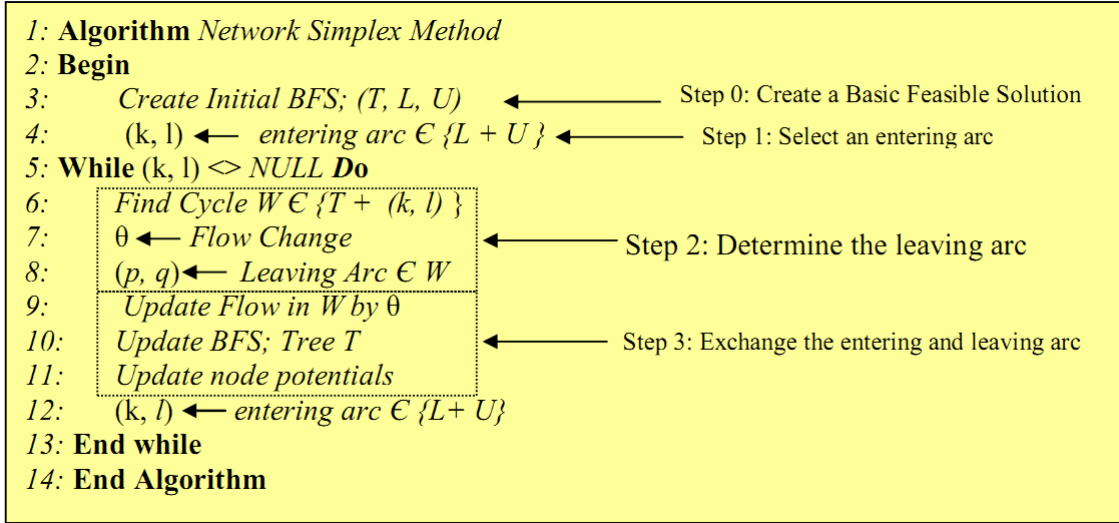 1: Algorithm Network Simplex Method
2: Begin
3: Create Initial BFS; (T, L, U) Step 0: Create a Basic Feasible Solution
4: (k, l) ← entering arc Є {L + U } Step 1: Select an entering arc
5: While (k, l) <> NULL Do
6: Find Cycle W Є {T + (k, l) }
7: θ ← Flow Change Step 2: Determine the leaving arc
8: (p, q) ← Leaving Arc Є W
9: Update Flow in W by θ
10: Update BFS; Tree T Step 3: Exchange the entering and leaving arc
11: Update node potentials
12: (k, l) ← entering arc Є {L+ U}
13: End while
14: End Algorithm